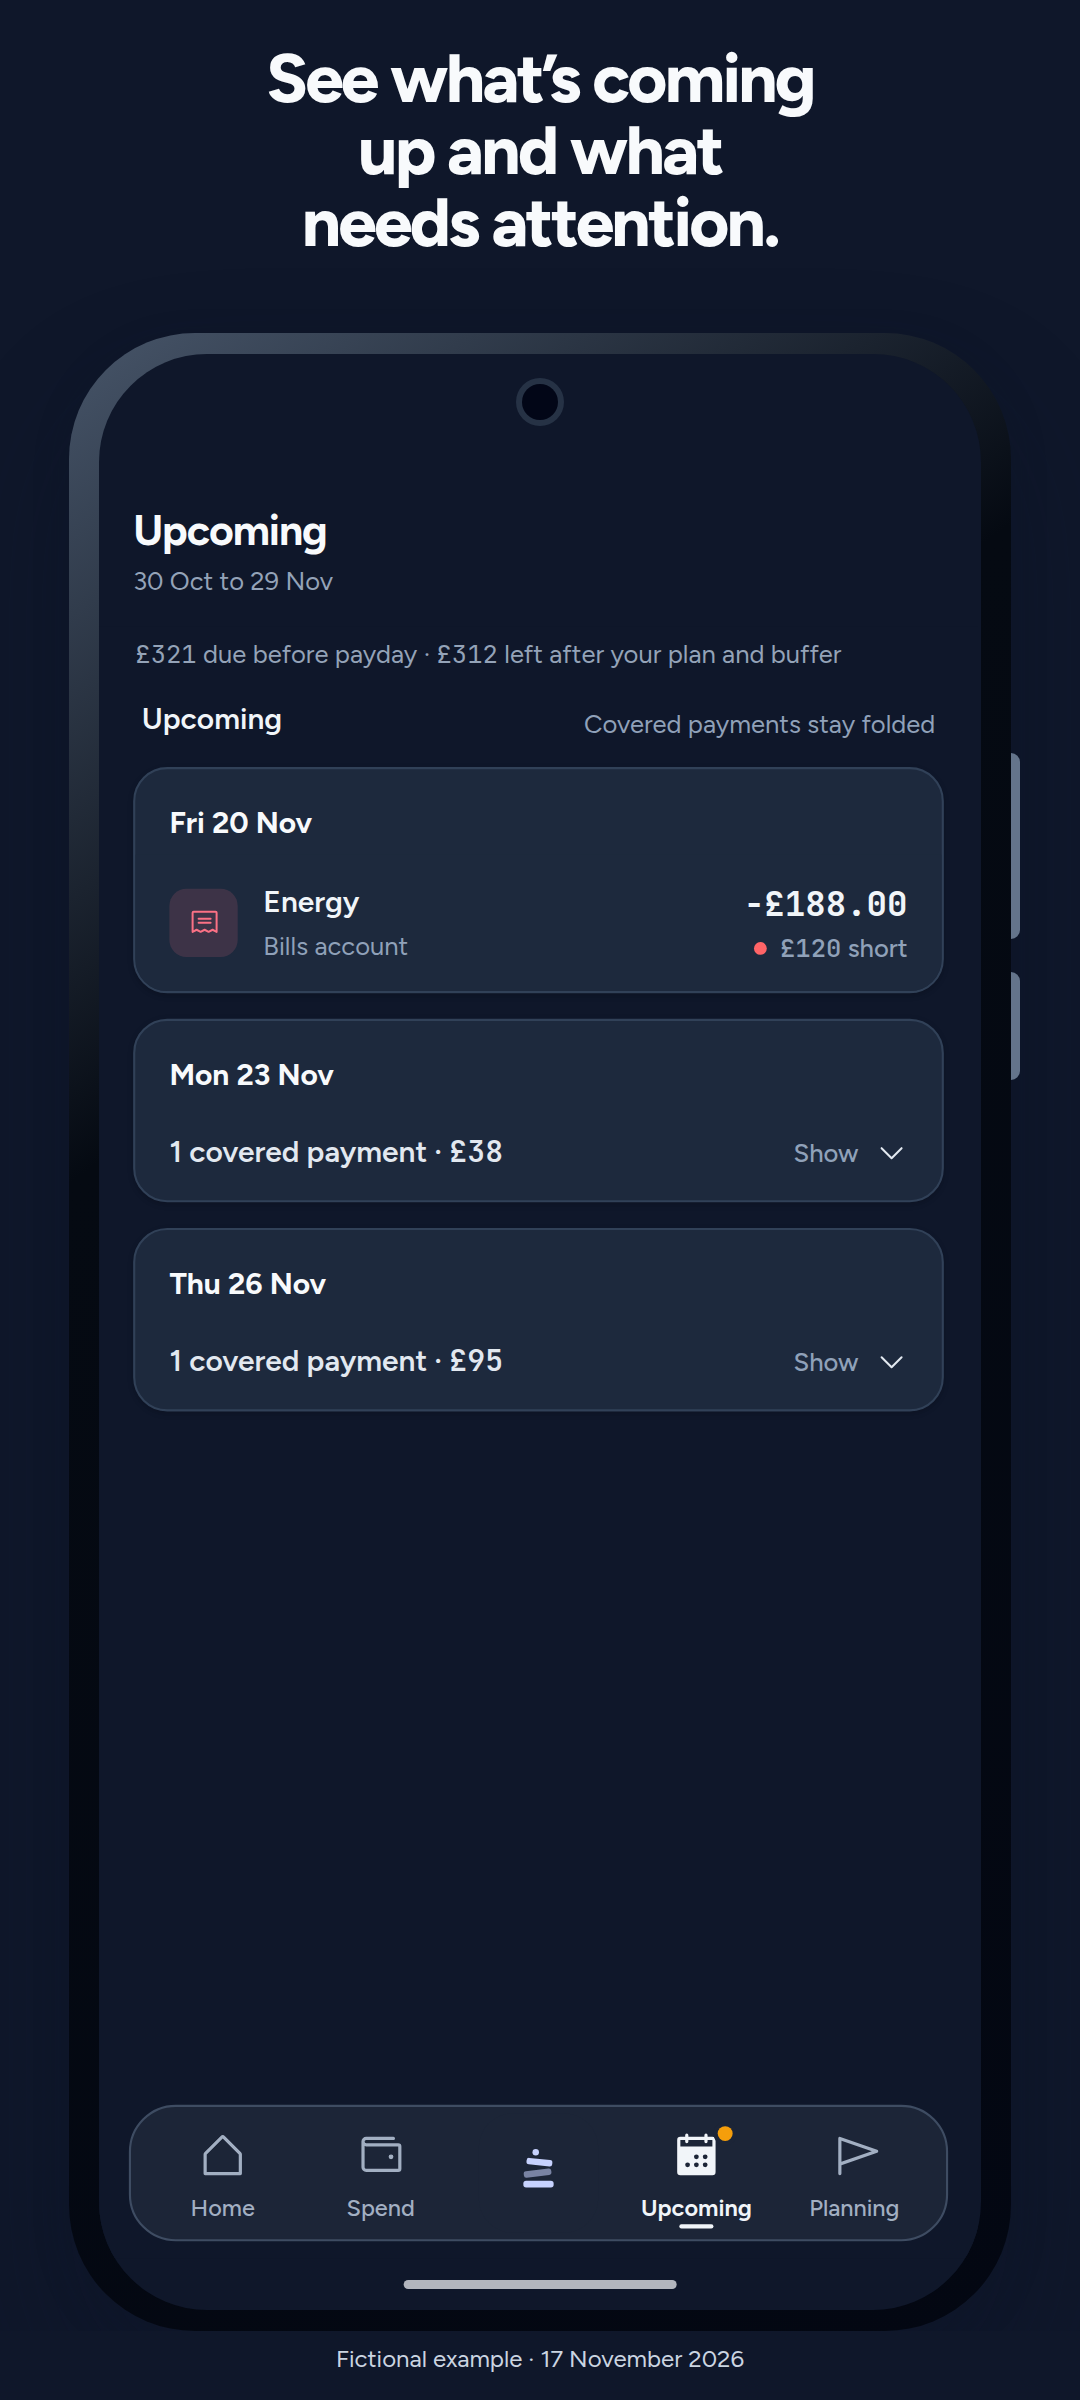 See what’s coming
up and what
needs attention.
Upcoming
30 Oct to 29 Nov
£321 due before payday · £312 left after your plan and buffer
Upcoming
Covered payments stay folded
Fri 20 Nov
Energy
-£188.00
Bills account
£120 short
Mon 23 Nov
1 covered payment · £38
Show
Thu 26 Nov
1 covered payment · £95
Show
Home
Spend
Upcoming
Planning
Fictional example · 17 November 2026